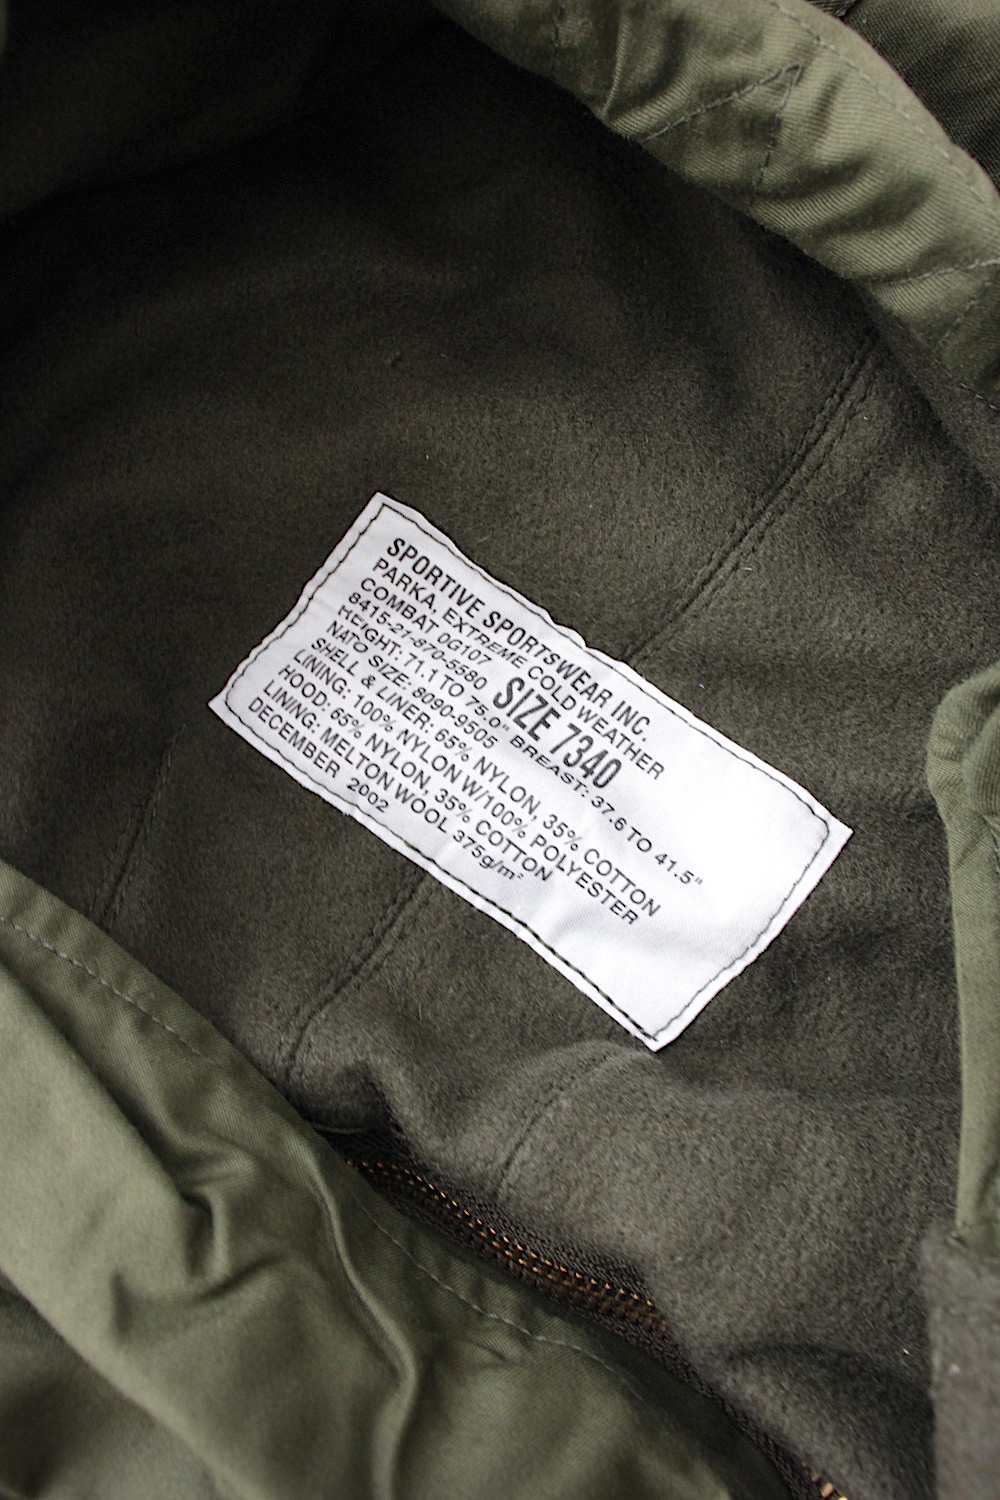 SPORTIVE SPORTSWEAR INC.
PARKA, EXTREME COLD WEATHER
COMBAT 0G107
8415-21-870-5580 SIZE 7340
HEIGHT: 71.1 TO 75.0" BREAST: 37.6 TO 41.5"
NATO SIZE: 8090-9505
SHELL & LINER: 65% NYLON, 35% COTTON
LINING: 100% NYLON W/100% POLYESTER
HOOD: 65% NYLON, 35% COTTON
LINING: MELTON WOOL 375g/m²
DECEMBER 2002